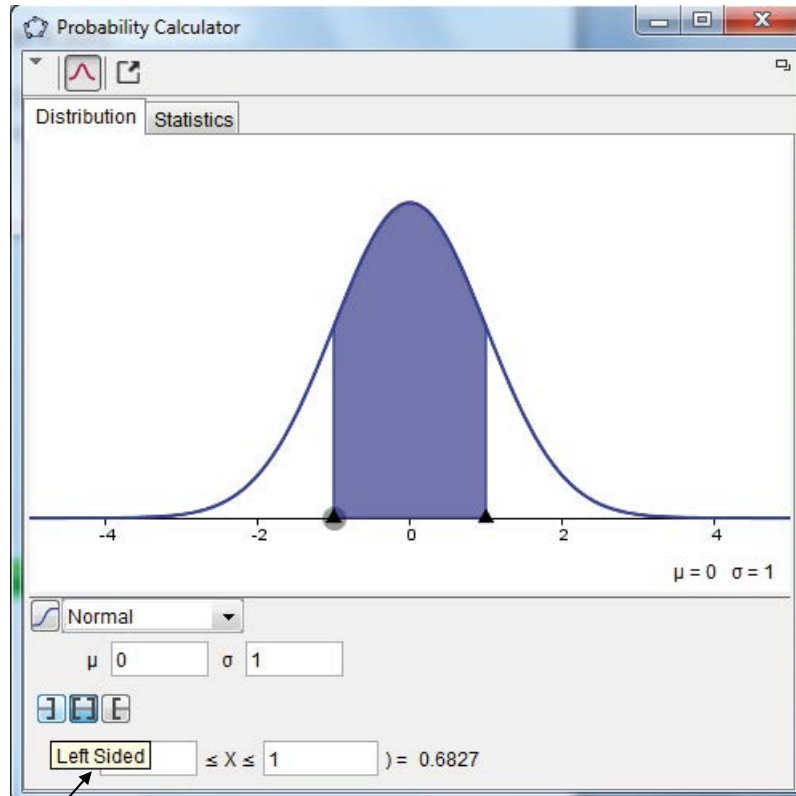 Probability Calculator
Distribution Statistics
-4 -2 0 2 4
μ = 0 σ = 1
Normal
μ 0 σ 1
Left Sided ≤ X ≤ 1 ) = 0.6827